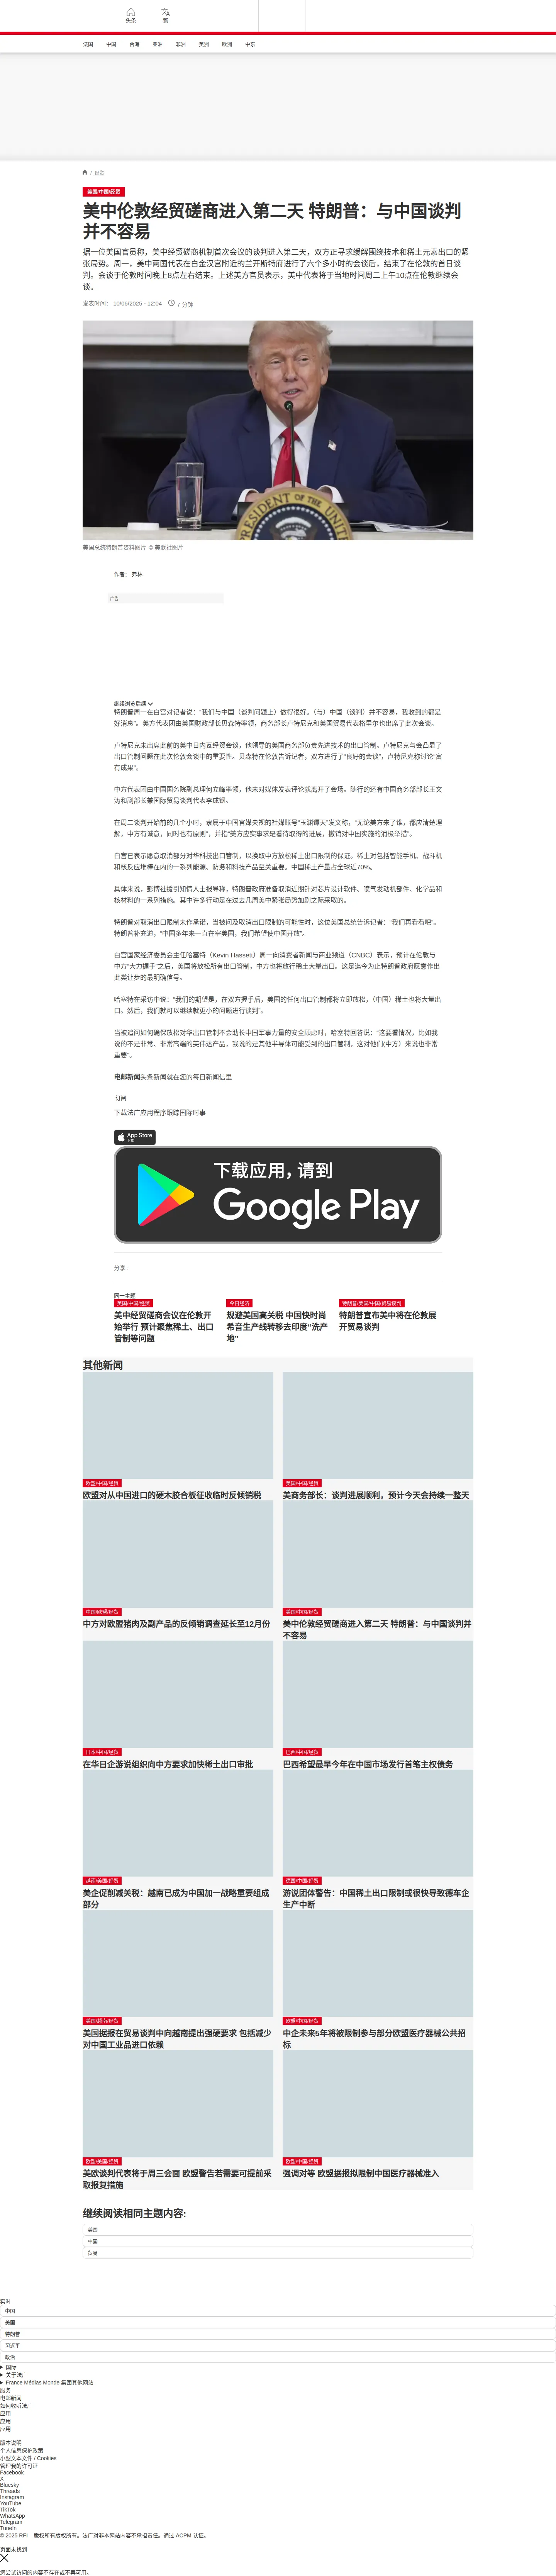 头条
繁
法国
中国
台海
亚洲
非洲
美洲
欧洲
中东
/ 经贸
美国/中国/经贸
美中伦敦经贸磋商进入第二天 特朗普：与中国谈判
并不容易
据一位美国官员称，美中经贸磋商机制首次会议的谈判进入第二天，双方正寻求缓解围绕技术和稀土元素出口的紧
张局势。周一，美中两国代表在白金汉宫附近的兰开斯特府进行了六个多小时的会谈后，结束了在伦敦的首日谈
判。会谈于伦敦时间晚上8点左右结束。上述美方官员表示，美中代表将于当地时间周二上午10点在伦敦继续会
谈。
发表时间： 10/06/2025 - 12:04
7 分钟
美国总统特朗普资料图片 © 美联社图片
作者： 弗林
广告
继续浏览后续
特朗普周一在白宫对记者说：“我们与中国（谈判问题上）做得很好。（与）中国（谈判）并不容易，我收到的都是
好消息”。美方代表团由美国财政部长贝森特率领，商务部长卢特尼克和美国贸易代表格里尔也出席了此次会议。
卢特尼克未出席此前的美中日内瓦经贸会谈，他领导的美国商务部负责先进技术的出口管制。卢特尼克与会凸显了
出口管制问题在此次伦敦会谈中的重要性。贝森特在伦敦告诉记者，双方进行了“良好的会谈”，卢特尼克称讨论“富
有成果”。
中方代表团由中国国务院副总理何立峰率领，他未对媒体发表评论就离开了会场。随行的还有中国商务部部长王文
涛和副部长兼国际贸易谈判代表李成钢。
在周二谈判开始前的几个小时，隶属于中国官媒央视的社媒账号“玉渊谭天”发文称，“无论美方来了谁，都应清楚理
解，中方有诚意，同时也有原则”，并指“美方应实事求是看待取得的进展，撤销对中国实施的消极举措”。
白宫已表示愿意取消部分对华科技出口管制，以换取中方放松稀土出口限制的保证。稀土对包括智能手机、战斗机
和核反应堆棒在内的一系列能源、防务和科技产品至关重要。中国稀土产量占全球近70%。
具体来说，彭博社援引知情人士报导称，特朗普政府准备取消近期针对芯片设计软件、喷气发动机部件、化学品和
核材料的一系列措施。其中许多行动是在过去几周美中紧张局势加剧之际采取的。
特朗普对取消出口限制未作承诺，当被问及取消出口限制的可能性时，这位美国总统告诉记者：“我们再看看吧”。
特朗普补充道，“中国多年来一直在宰美国，我们希望使中国开放”。
白宫国家经济委员会主任哈塞特（Kevin Hassett）周一向消费者新闻与商业频道（CNBC）表示，预计在伦敦与
中方“大力握手”之后，美国将放松所有出口管制，中方也将放行稀土大量出口。这是迄今为止特朗普政府愿意作出
此类让步的最明确信号。
哈塞特在采访中说：“我们的期望是，在双方握手后，美国的任何出口管制都将立即放松，（中国）稀土也将大量出
口。然后，我们就可以继续就更小的问题进行谈判”。
当被追问如何确保放松对华出口管制不会助长中国军事力量的安全顾虑时，哈塞特回答说：“这要看情况，比如我
说的不是非常、非常高端的英伟达产品，我说的是其他半导体可能受到的出口管制，这对他们(中方）来说也非常
重要”。
电邮新闻头条新闻就在您的每日新闻信里
订阅
下载法广应用程序跟踪国际时事
App Store
下载
下载应用，请到
Google Play
分享 :
同一主题
美国/中国/经贸
美中经贸磋商会议在伦敦开
始举行 预计聚焦稀土、出口
管制等问题
今日经济
规避美国高关税 中国快时尚
希音生产线转移去印度“洗产
地”
特朗普/美国/中国/贸易谈判
特朗普宣布美中将在伦敦展
开贸易谈判
其他新闻
欧盟/中国/经贸
欧盟对从中国进口的硬木胶合板征收临时反倾销税
美国/中国/经贸
美商务部长：谈判进展顺利，预计今天会持续一整天
中国/欧盟/经贸
中方对欧盟猪肉及副产品的反倾销调查延长至12月份
美国/中国/经贸
美中伦敦经贸磋商进入第二天 特朗普：与中国谈判并
不容易
日本/中国/经贸
在华日企游说组织向中方要求加快稀土出口审批
巴西/中国/经贸
巴西希望最早今年在中国市场发行首笔主权债务
越南/美国/经贸
美企促削减关税：越南已成为中国加一战略重要组成
部分
德国/中国/经贸
游说团体警告：中国稀土出口限制或很快导致德车企
生产中断
美国/越南/经贸
美国据报在贸易谈判中向越南提出强硬要求 包括减少
对中国工业品进口依赖
欧盟/中国/经贸
中企未来5年将被限制参与部分欧盟医疗器械公共招
标
欧盟/美国/经贸
美欧谈判代表将于周三会面 欧盟警告若需要可提前采
取报复措施
欧盟/中国/经贸
强调对等 欧盟据报拟限制中国医疗器械准入
继续阅读相同主题内容:
美国
中国
贸易
实时
中国
美国
特朗普
习近平
政治
国际
关于法广
France Médias Monde 集团其他网站
服务
电邮新闻
如何收听法广
应用
应用
应用
版本说明
个人信息保护政策
小型文本文件 / Cookies
管理我的许可证
Facebook
X
Bluesky
Threads
Instagram
YouTube
TikTok
WhatsApp
Telegram
TuneIn
© 2025 RFI – 版权所有版权所有。法广对非本网站内容不承担责任。通过 ACPM 认证。
页面未找到
您尝试访问的内容不存在或不再可用。